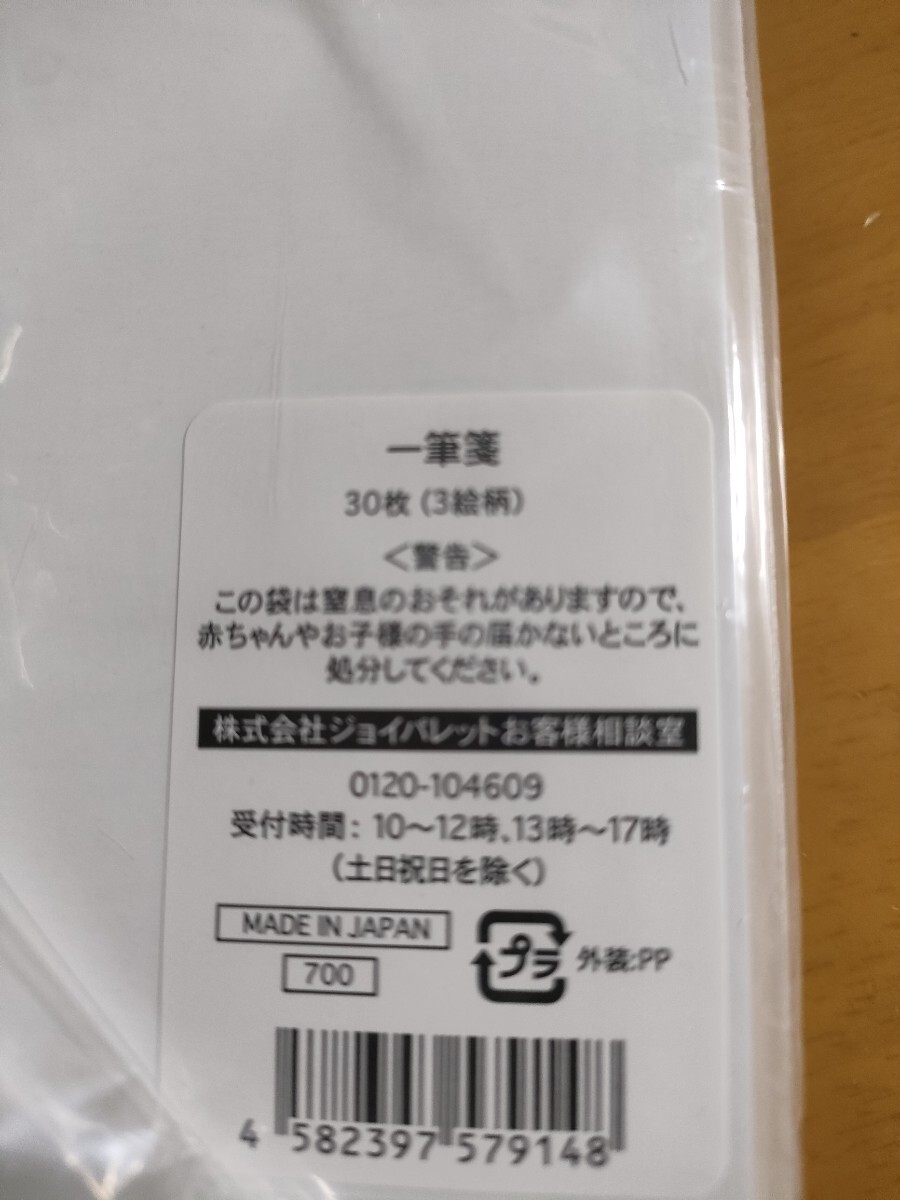 一筆箋
30枚(3絵柄)
<警告>
この袋は窒息のおそれがありますので、
赤ちゃんやお子様の手の届かないところに
処分してください。
株式会社ジョイパレットお客様相談室
0120-104609
受付時間：10～12時、13時～17時
(土日祝日を除く)
MADE IN JAPAN
700
プラ 外装:PP
4 582397 579148